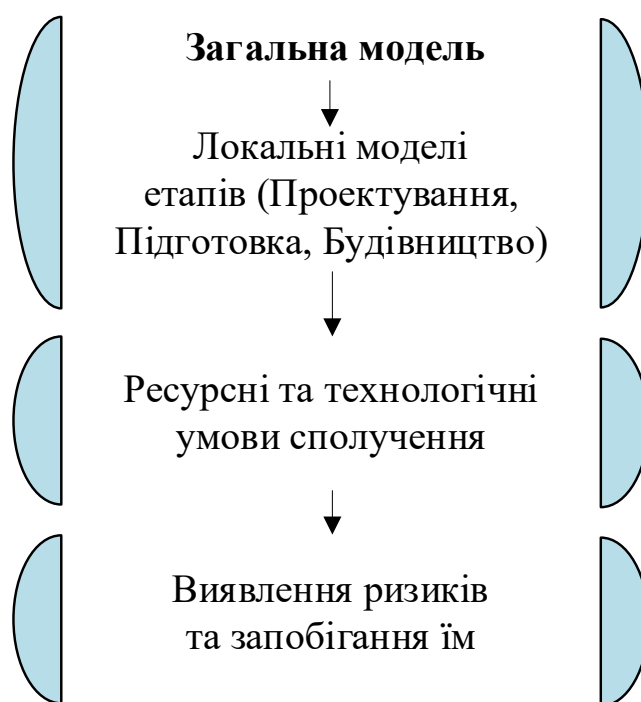 Загальна модель
Локальні моделі
етапів (Проектування,
Підготовка, Будівництво)
Ресурсні та технологічні
умови сполучення
Виявлення ризиків
та запобігання їм